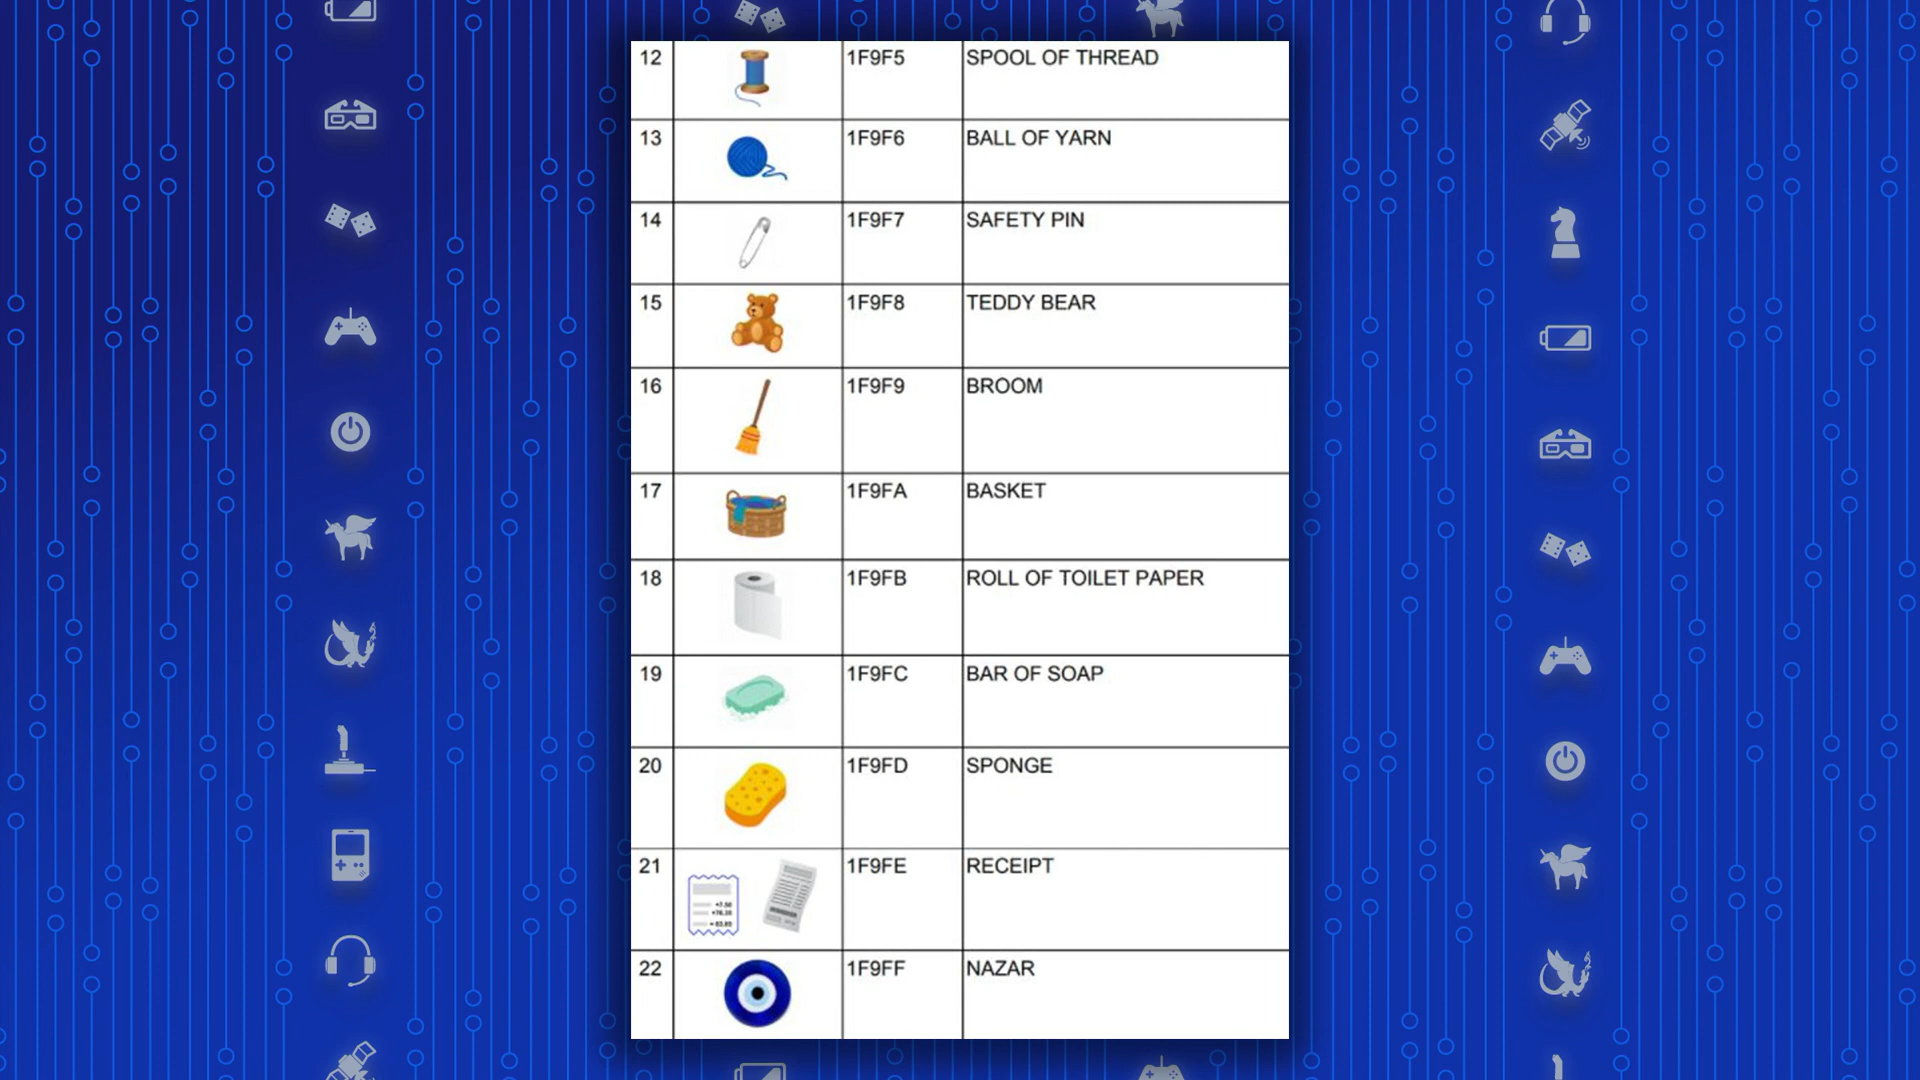 12 1F9F5 SPOOL OF THREAD
13 1F9F6 BALL OF YARN
14 1F9F7 SAFETY PIN
15 1F9F8 TEDDY BEAR
16 1F9F9 BROOM
17 1F9FA BASKET
18 1F9FB ROLL OF TOILET PAPER
19 1F9FC BAR OF SOAP
20 1F9FD SPONGE
21 1F9FE RECEIPT
22 1F9FF NAZAR